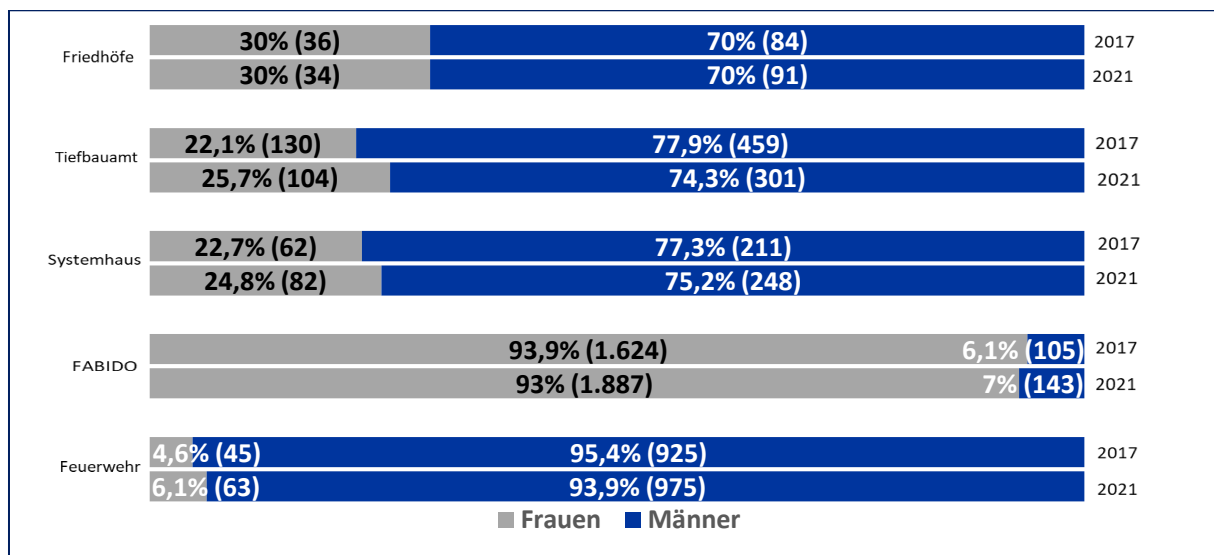 30% (36) 70% (84) 2017
Friedhöfe
30% (34) 70% (91) 2021
22,1% (130) 77,9% (459) 2017
Tiefbauamt
25,7% (104) 74,3% (301) 2021
22,7% (62) 77,3% (211) 2017
Systemhaus
24,8% (82) 75,2% (248) 2021
93,9% (1.624) 6,1% (105) 2017
FABIDO
93% (1.887) 7% (143) 2021
4,6% (45) 95,4% (925) 2017
Feuerwehr
6,1% (63) 93,9% (975) 2021
Frauen Männer